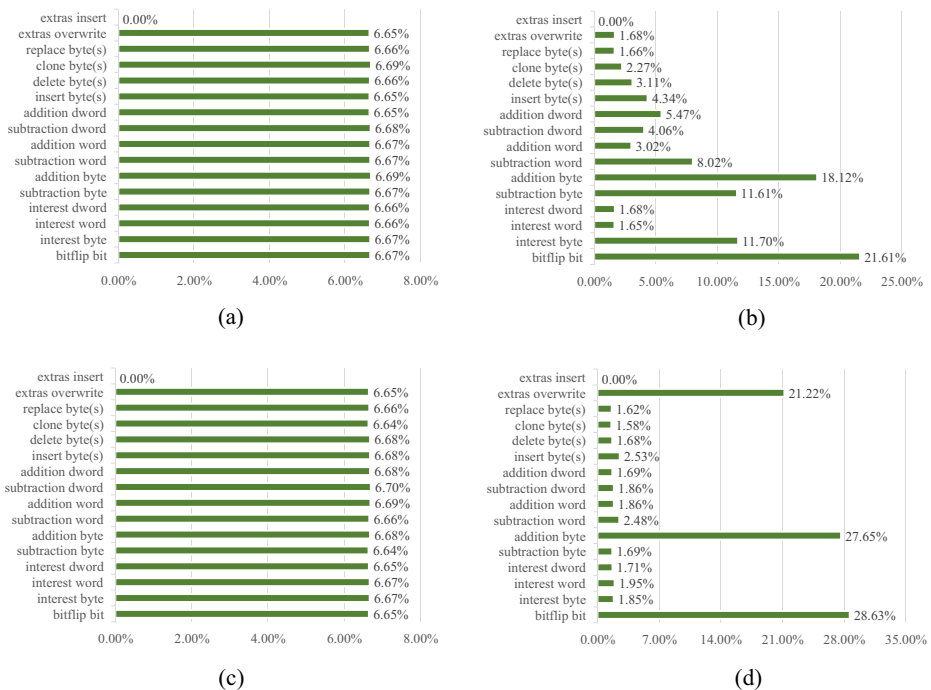 extras insert 0.00%
extras overwrite 6.65%
replace byte(s) 6.66%
clone byte(s) 6.69%
delete byte(s) 6.66%
insert byte(s) 6.65%
addition dword 6.65%
subtraction dword 6.68%
addition word 6.67%
subtraction word 6.67%
addition byte 6.69%
subtraction byte 6.67%
interest dword 6.66%
interest word 6.66%
interest byte 6.67%
bitflip bit 6.67%
0.00% 2.00% 4.00% 6.00% 8.00%
(a)
extras insert 0.00%
extras overwrite 1.68%
replace byte(s) 1.66%
clone byte(s) 2.27%
delete byte(s) 3.11%
insert byte(s) 4.34%
addition dword 5.47%
subtraction dword 4.06%
addition word 3.02%
subtraction word 8.02%
addition byte 18.12%
subtraction byte 11.61%
interest dword 1.68%
interest word 1.65%
interest byte 11.70%
bitflip bit 21.61%
0.00% 5.00% 10.00% 15.00% 20.00% 25.00%
(b)
extras insert 0.00%
extras overwrite 6.65%
replace byte(s) 6.66%
clone byte(s) 6.64%
delete byte(s) 6.68%
insert byte(s) 6.68%
addition dword 6.68%
subtraction dword 6.70%
addition word 6.69%
subtraction word 6.66%
addition byte 6.68%
subtraction byte 6.64%
interest dword 6.65%
interest word 6.67%
interest byte 6.67%
bitflip bit 6.65%
0.00% 2.00% 4.00% 6.00% 8.00%
(c)
extras insert 0.00%
extras overwrite 21.22%
replace byte(s) 1.62%
clone byte(s) 1.58%
delete byte(s) 1.68%
insert byte(s) 2.53%
addition dword 1.69%
subtraction dword 1.86%
addition word 1.86%
subtraction word 2.48%
addition byte 27.65%
subtraction byte 1.69%
interest dword 1.71%
interest word 1.95%
interest byte 1.85%
bitflip bit 28.63%
0.00% 7.00% 14.00% 21.00% 28.00% 35.00%
(d)